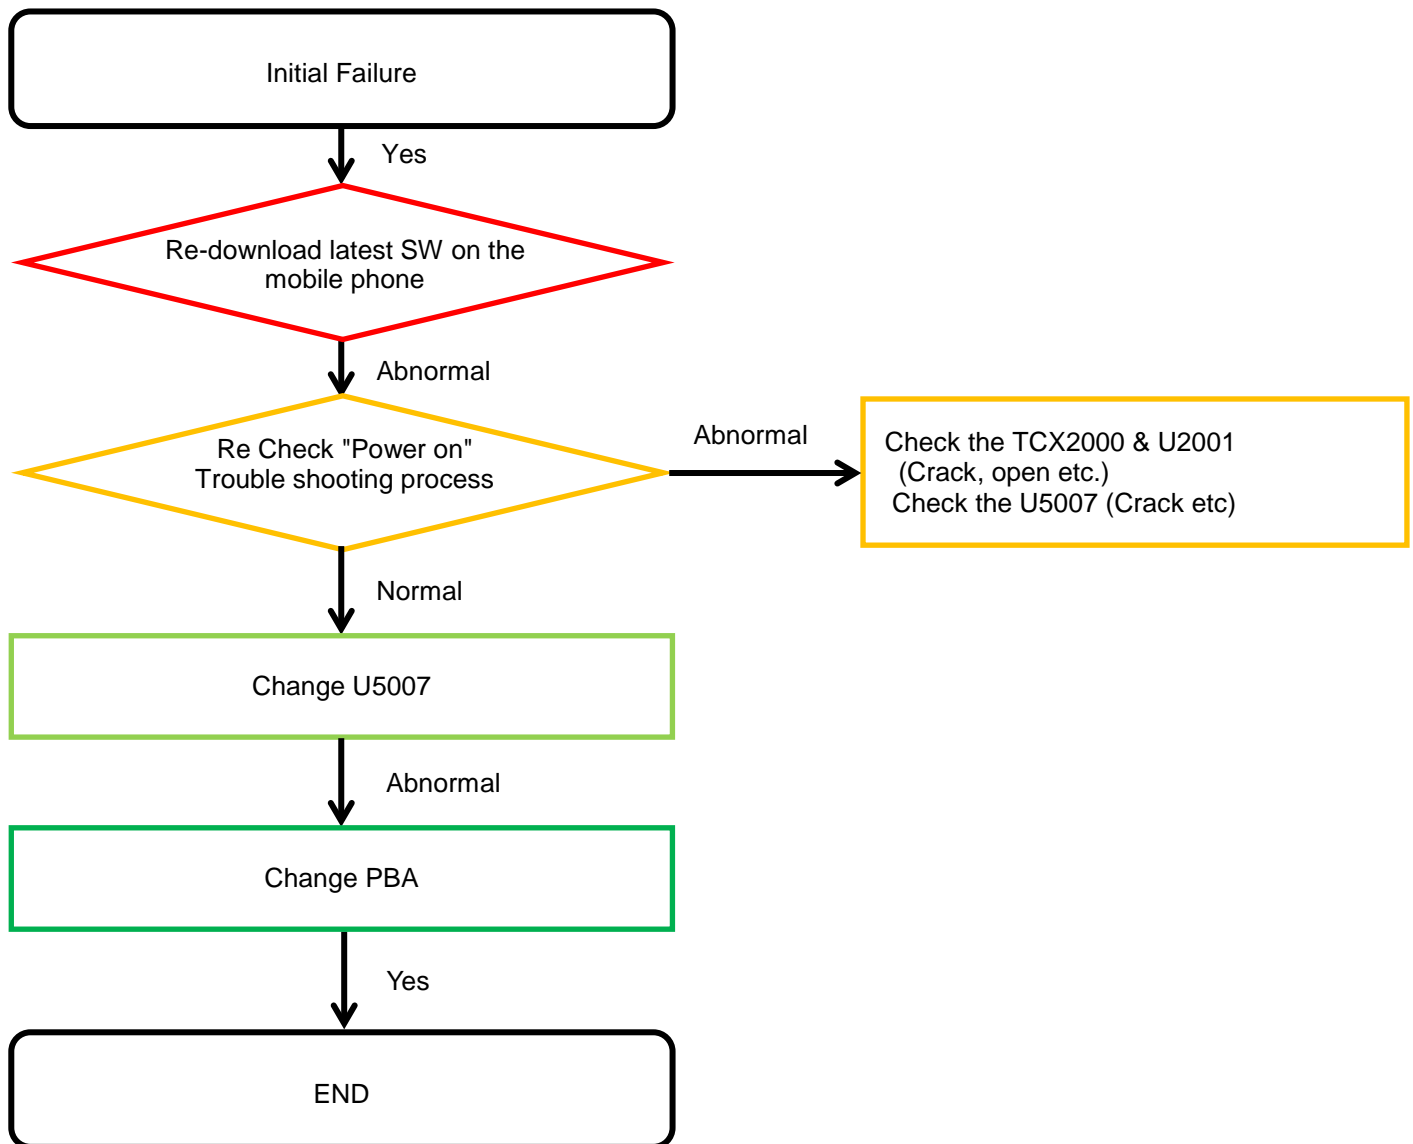 Initial Failure
Yes
Re-download latest SW on the
mobile phone
Abnormal
Re Check "Power on"
Trouble shooting process
Abnormal
Check the TCX2000 & U2001
(Crack, open etc.)
Check the U5007 (Crack etc)
Normal
Change U5007
Abnormal
Change PBA
Yes
END